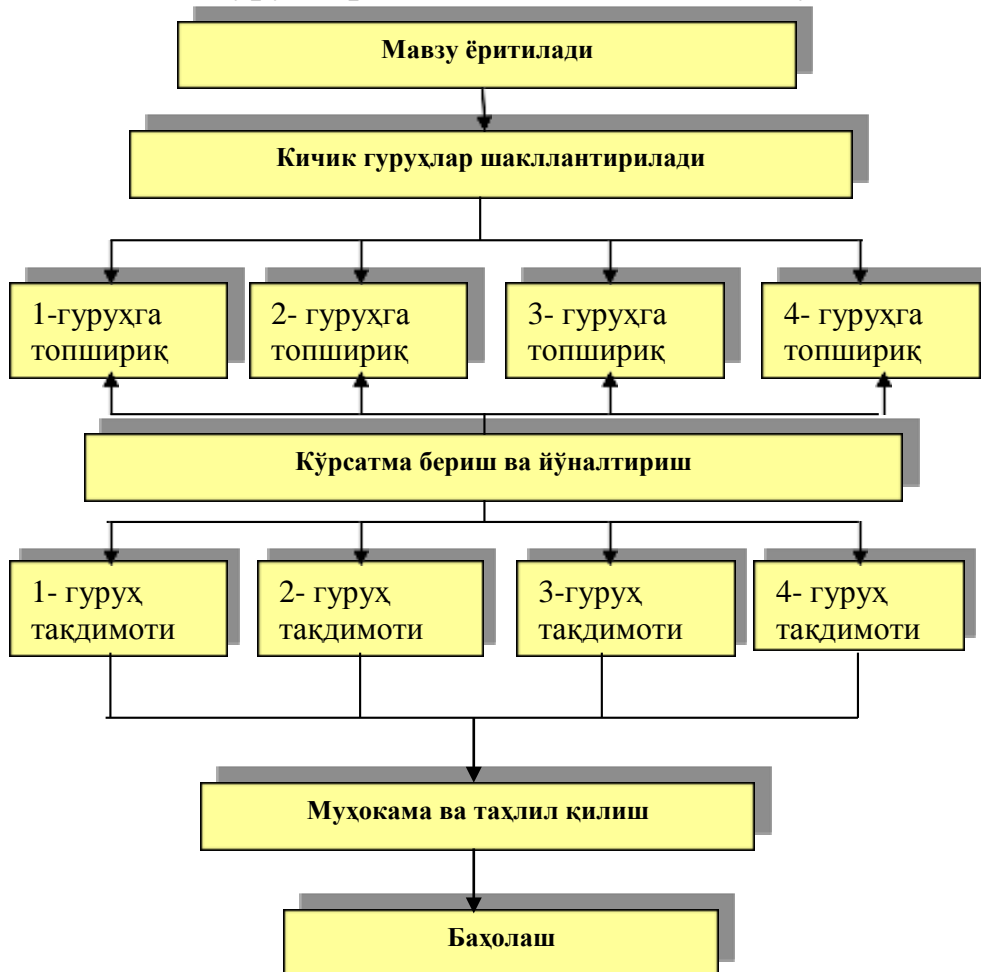 Мавзу ёритилади
Кичик гуруҳлар шакллантирилади
1-гуруҳга
топшириқ
2- гуруҳга
топшириқ
3- гуруҳга
топшириқ
4- гуруҳга
топшириқ
Кўрсатма бериш ва йўналтириш
1- гуруҳ
тақдимоти
2- гуруҳ
тақдимоти
3-гуруҳ
тақдимоти
4- гуруҳ
тақдимоти
Муҳокама ва таҳлил қилиш
Баҳолаш